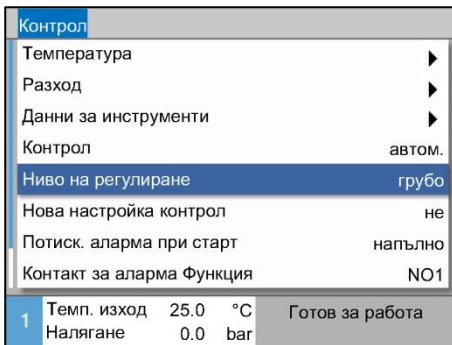 Контрол
Температура
Разход
Данни за инструменти
Контрол автом.
Ниво на регулиране грубо
Нова настройка контрол не
Потиск. аларма при старт напълно
Контакт за аларма Функция NO1
1 Темп. изход 25.0 °C Готов за работа
Налягане 0.0 bar